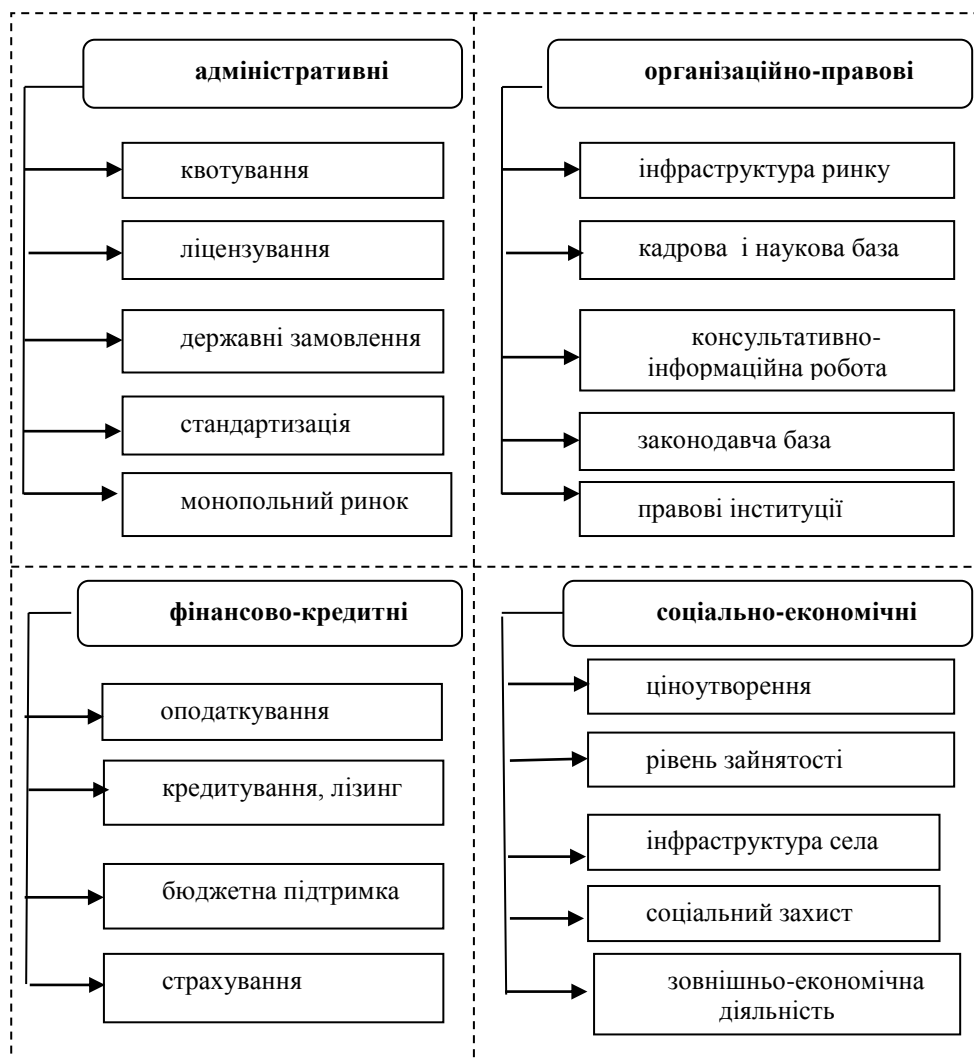 адміністративні
квотування
ліцензування
державні замовлення
стандартизація
монопольний ринок
організаційно-правові
інфраструктура ринку
кадрова і наукова база
консультативно-
інформаційна робота
законодавча база
правові інституції
фінансово-кредитні
оподаткування
кредитування, лізинг
бюджетна підтримка
страхування
соціально-економічні
ціноутворення
рівень зайнятості
інфраструктура села
соціальний захист
зовнішньо-економічна
діяльність